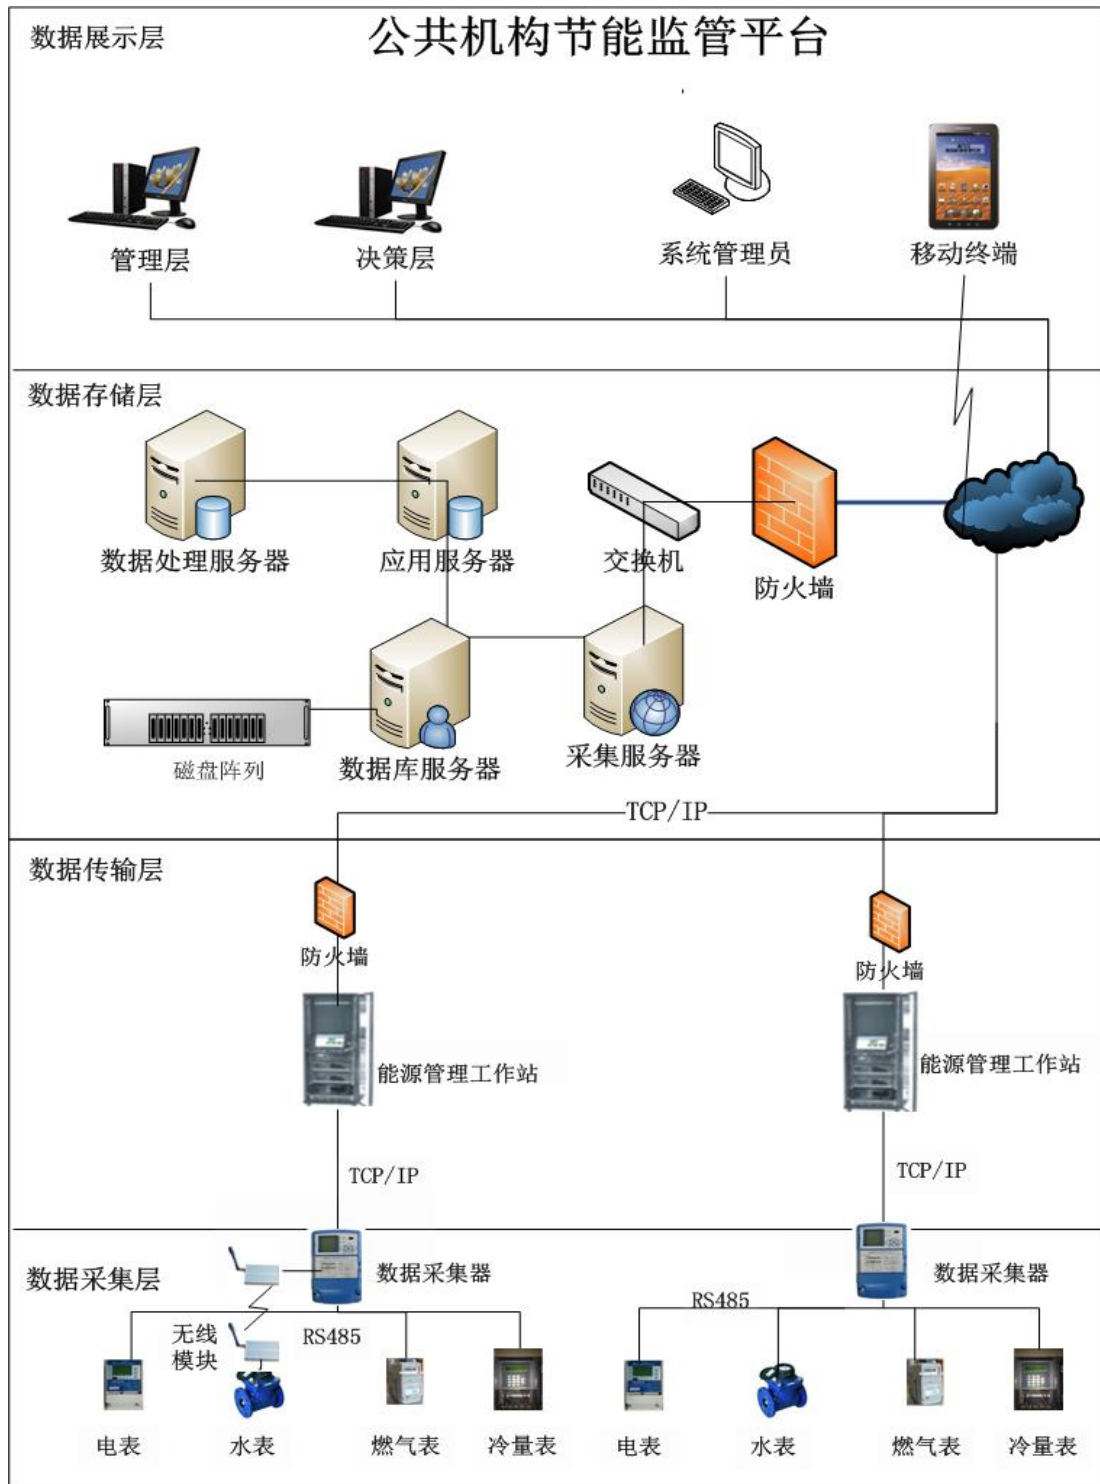 数据展示层
公共机构节能监管平台
管理层
决策层
系统管理员
移动终端
数据存储层
数据处理服务器
应用服务器
交换机
防火墙
磁盘阵列
数据库服务器
采集服务器
TCP/IP
数据传输层
防火墙
防火墙
能源管理工作站
能源管理工作站
TCP/IP
TCP/IP
数据采集层
数据采集器
数据采集器
无线
模块
RS485
RS485
电表
水表
燃气表
冷量表
电表
水表
燃气表
冷量表